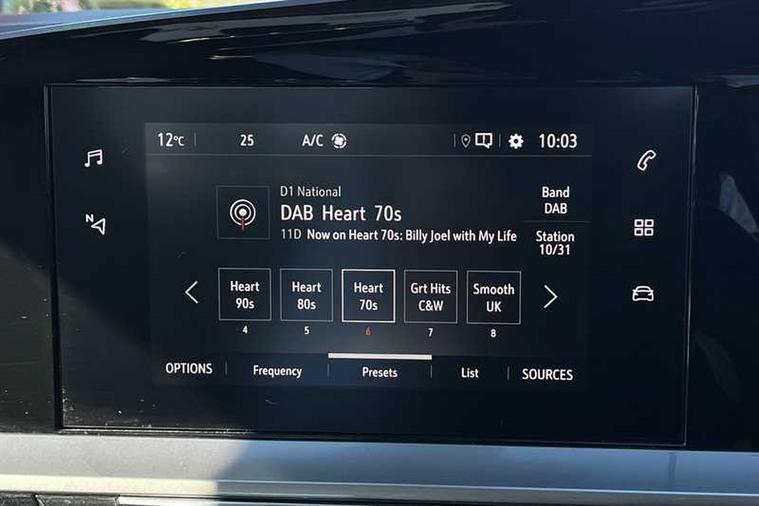 12°C 25 A/C 10:03
D1 National
DAB Heart 70s
11D Now on Heart 70s: Billy Joel with My Life
Band
DAB
Station
10/31
N
Heart
90s
Heart
80s
Heart
70s
Grt Hits
C&W
Smooth
UK
4 5 6 7 8
OPTIONS Frequency Presets List SOURCES